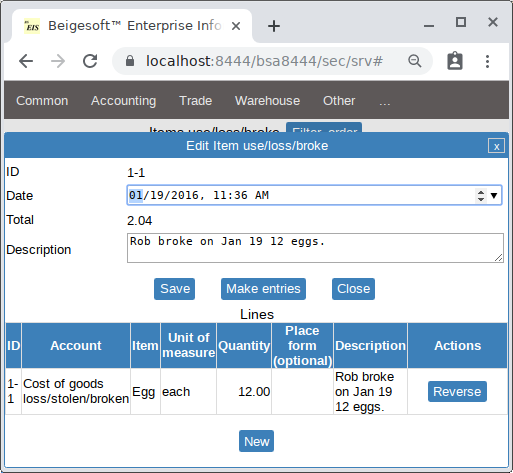 EIS Beigesoft™ Enterprise Info
localhost:8444/bsa8444/sec/srv#
Common Accounting Trade Warehouse Other ...
Items use/loss/broke Filter, order
Edit Item use/loss/broke x
ID 1-1
Date 01/19/2016, 11:36 AM
Total 2.04
Description Rob broke on Jan 19 12 eggs.
Save Make entries Close
Lines
ID Account Item Unit of measure Quantity Place form (optional) Description Actions
1-1 Cost of goods loss/stolen/broken Egg each 12.00 Rob broke on Jan 19 12 eggs. Reverse
New